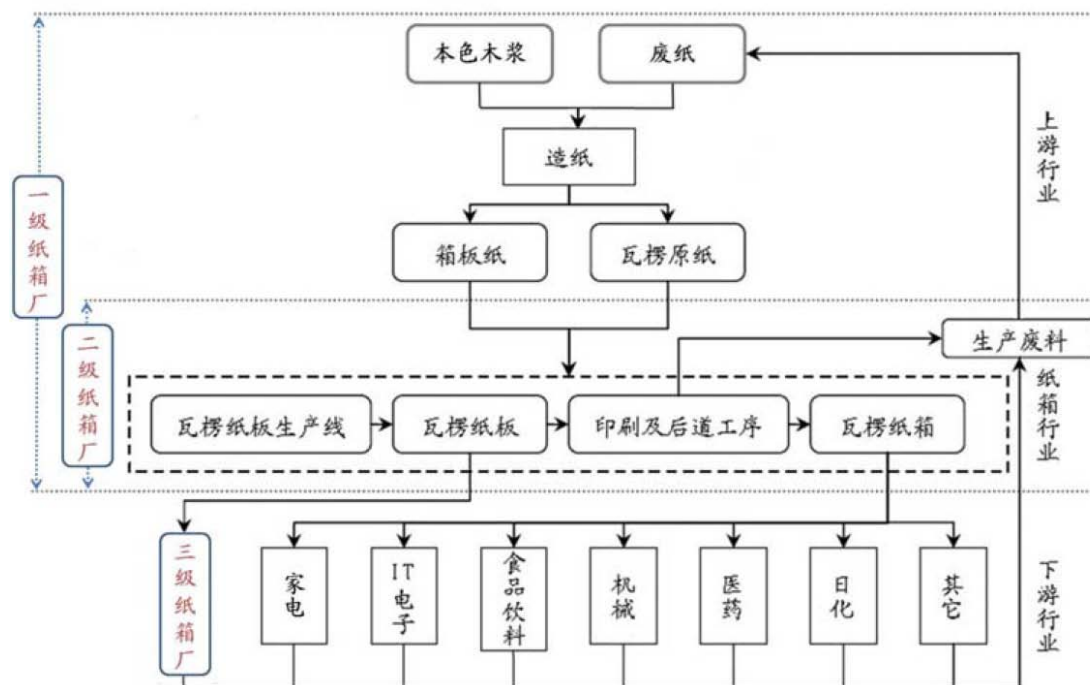 本色木浆
废纸
造纸
上游行业
一级纸箱厂
箱板纸
瓦楞原纸
二级纸箱厂
生产废料
纸箱行业
瓦楞纸板生产线
瓦楞纸板
印刷及后道工序
瓦楞纸箱
三级纸箱厂
家电
IT电子
食品饮料
机械
医药
日化
其它
下游行业